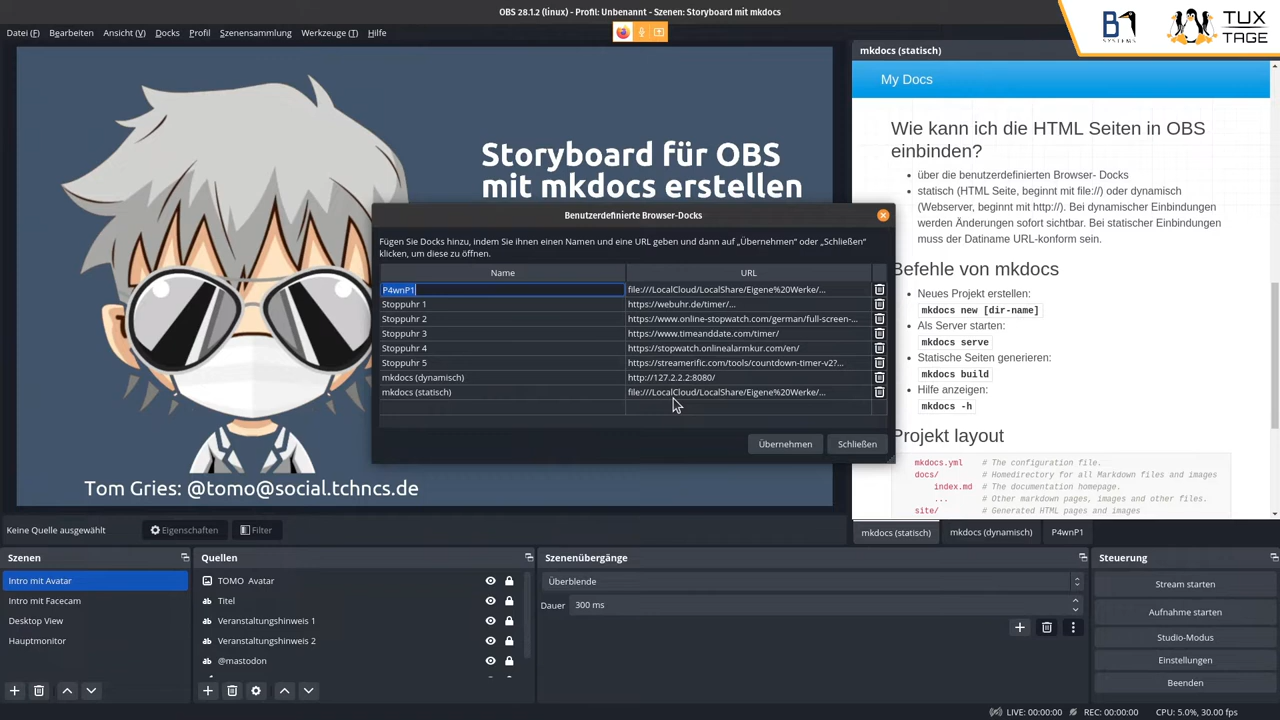 OBS 28.1.2 (linux) - Profil: Unbenannt - Szenen: Storyboard mit mkdocs
B1
SYSTEMS
TUX
TAGE
Datei (F) Bearbeiten Ansicht (V) Docks Profil Szenensammlung Werkzeuge (T) Hilfe
Storyboard für OBS
mit mkdocs erstellen
Tom Gries: @tomo@social.tchncs.de
Benutzerdefinierte Browser-Docks
Fügen Sie Docks hinzu, indem Sie ihnen einen Namen und eine URL geben und dann auf „Übernehmen“ oder „Schließen“
klicken, um diese zu öffnen.
Name URL
P4wnP1 file:///LocalCloud/LocalShare/Eigene%20Werke/...
Stoppuhr 1 https://webuhr.de/timer/...
Stoppuhr 2 https://www.online-stopwatch.com/german/full-screen-...
Stoppuhr 3 https://www.timeanddate.com/timer/
Stoppuhr 4 https://stopwatch.onlinealarmkur.com/en/
Stoppuhr 5 https://streamerific.com/tools/countdown-timer-v2?...
mkdocs (dynamisch) http://127.2.2.2:8080/
mkdocs (statisch) file:///LocalCloud/LocalShare/Eigene%20Werke/...
Übernehmen Schließen
mkdocs (statisch)
My Docs
Wie kann ich die HTML Seiten in OBS
einbinden?
• über die benutzerdefinierten Browser- Docks
• statisch (HTML Seite, beginnt mit file://) oder dynamisch
(Webserver, beginnt mit http://). Bei dynamischer Einbindungen
werden Änderungen sofort sichtbar. Bei statischer Einbindungen
muss der Datiname URL-konform sein.
Befehle von mkdocs
• Neues Projekt erstellen:
mkdocs new [dir-name]
• Als Server starten:
mkdocs serve
• Statische Seiten generieren:
mkdocs build
• Hilfe anzeigen:
mkdocs -h
Projekt layout
mkdocs.yml # The configuration file.
docs/ # Homedirectory for all Markdown files and images
index.md # The documentation homepage.
... # Other markdown pages, images and other files.
site/ # Generated HTML pages and images
mkdocs (statisch) mkdocs (dynamisch) P4wnP1
Keine Quelle ausgewählt Eigenschaften Filter
Szenen
Intro mit Avatar
Intro mit Facecam
Desktop View
Hauptmonitor
Quellen
TOMO Avatar
Titel
Veranstaltungshinweis 1
Veranstaltungshinweis 2
@mastodon
Szenenübergänge
Überblende
Dauer 300 ms
Steuerung
Stream starten
Aufnahme starten
Studio-Modus
Einstellungen
Beenden
LIVE: 00:00:00 REC: 00:00:00 CPU: 5.0%, 30.00 fps